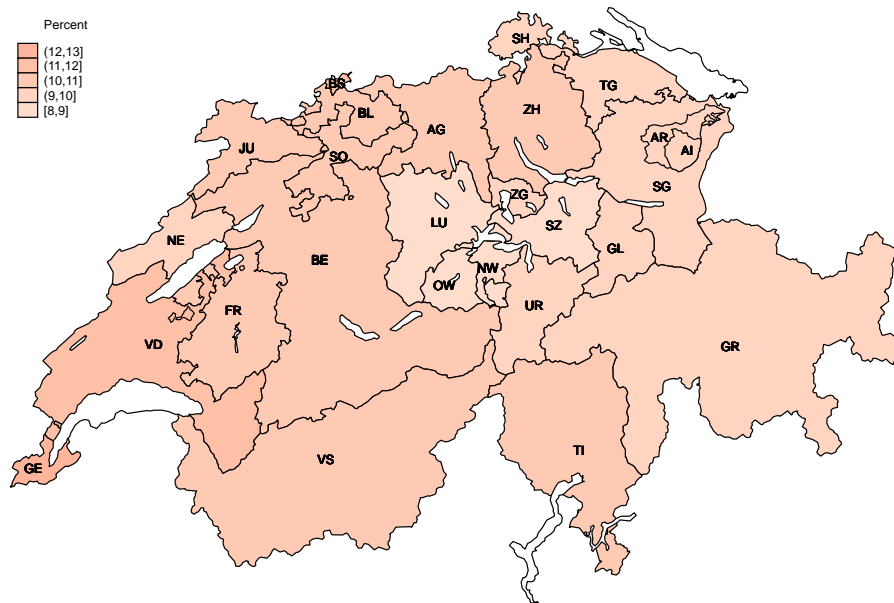 Percent
(12,13]
(11,12]
(10,11]
(9,10]
[8,9]
SH
BS
TG
BL
ZH
AG
AR
JU
SO
AI
SG
ZG
LU
SZ
NE
BE
GL
NW
OW
FR
UR
VD
GR
TI
VS
GE